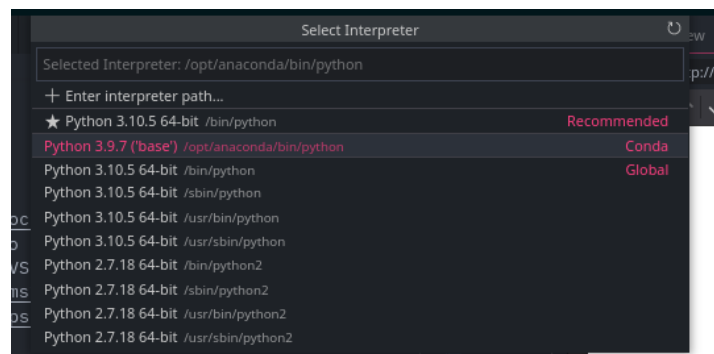 Select Interpreter
ew
Selected Interpreter: /opt/anaconda/bin/python
p://
+ Enter interpreter path...
★ Python 3.10.5 64-bit /bin/python Recommended
Python 3.9.7 ('base') /opt/anaconda/bin/python Conda
Python 3.10.5 64-bit /bin/python Global
Python 3.10.5 64-bit /sbin/python
oc Python 3.10.5 64-bit /usr/bin/python
o Python 3.10.5 64-bit /usr/sbin/python
VS Python 2.7.18 64-bit /bin/python2
ms Python 2.7.18 64-bit /sbin/python2
ps Python 2.7.18 64-bit /usr/bin/python2
Python 2.7.18 64-bit /usr/sbin/python2